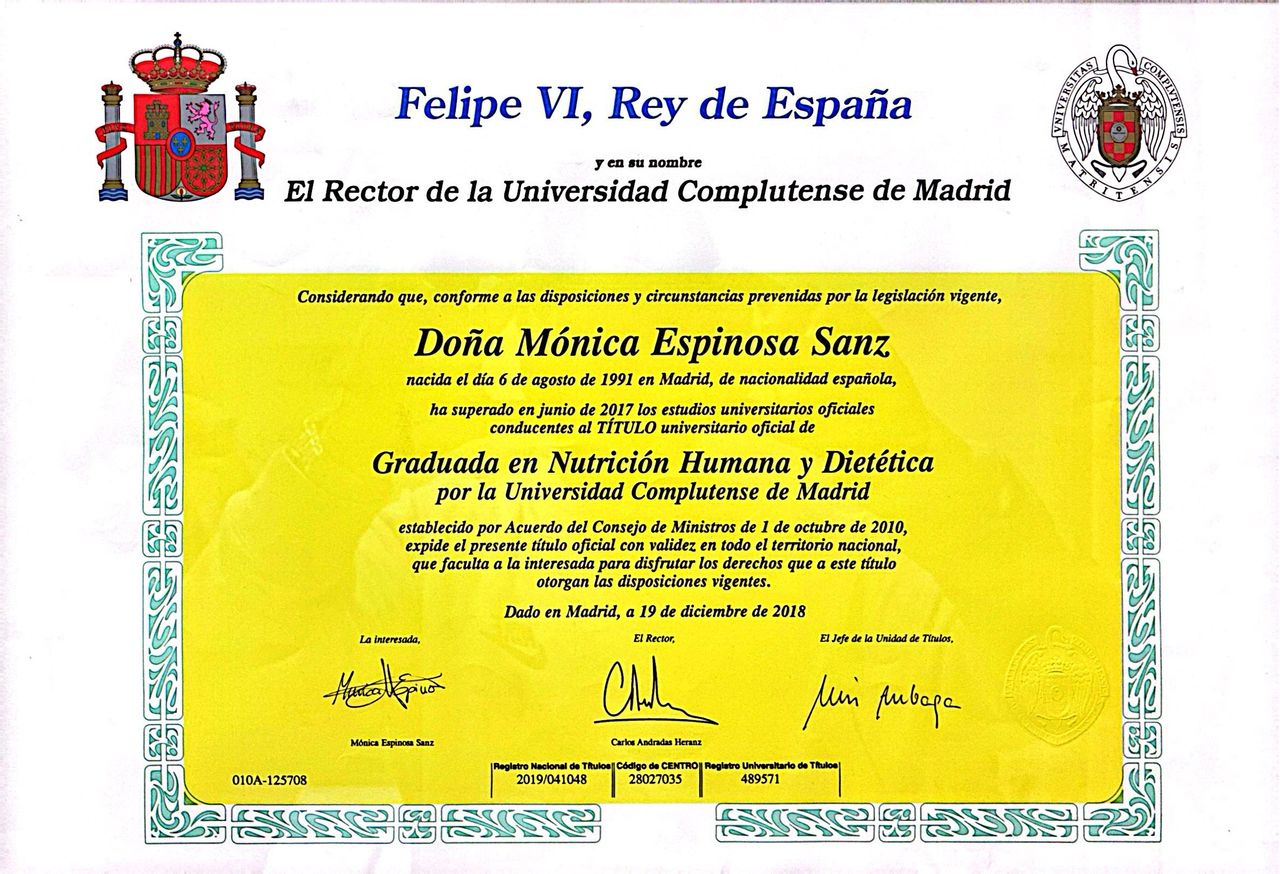 Felipe VI, Rey de España
VNIVERSITAS COMPLVTENSIS MATRITENSIS
y en su nombre
El Rector de la Universidad Complutense de Madrid
Considerando que, conforme a las disposiciones y circunstancias prevenidas por la legislación vigente,
Doña Mónica Espinosa Sanz
nacida el día 6 de agosto de 1991 en Madrid, de nacionalidad española,
ha superado en junio de 2017 los estudios universitarios oficiales
conducentes al TÍTULO universitario oficial de
Graduada en Nutrición Humana y Dietética
por la Universidad Complutense de Madrid
establecido por Acuerdo del Consejo de Ministros de 1 de octubre de 2010,
expide el presente título oficial con validez en todo el territorio nacional,
que faculta a la interesada para disfrutar los derechos que a este título
otorgan las disposiciones vigentes.
Dado en Madrid, a 19 de diciembre de 2018
La interesada,
El Rector,
El Jefe de la Unidad de Títulos,
Mónica Espinosa Sanz
Carlos Andradas Heranz
Registro Nacional de Títulos Código de CENTRO Registro Universitario de Títulos
010A-125708
2019/041048 28027035 489571